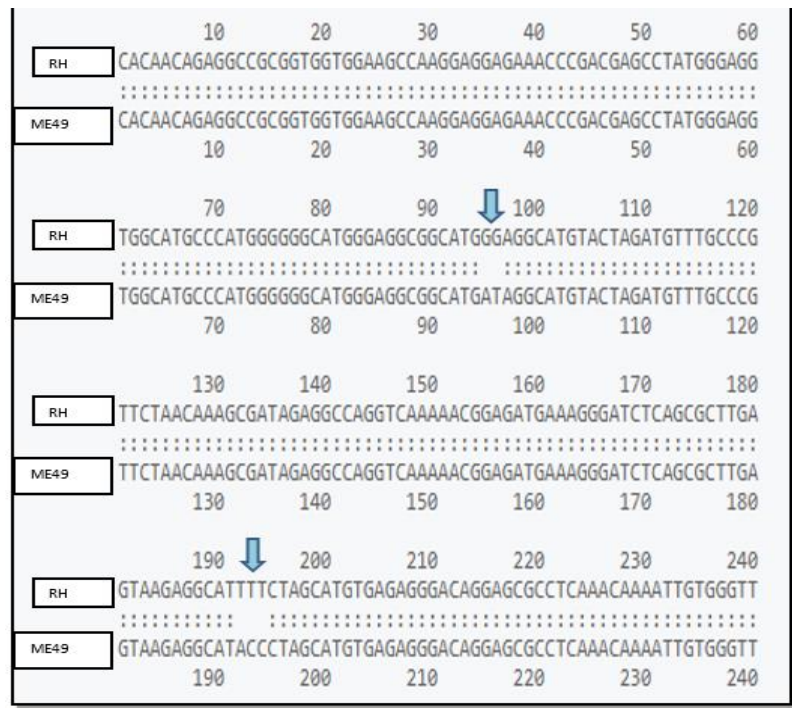 10 20 30 40 50 60
RH CACAACAGAGGCCGCGGTGGTGGAAGCCAAGGAGGAGAAACCCGACGAGCCTATGGGAGG
::::::::::::::::::::::::::::::::::::::::::::::::::::::::::::
ME49 CACAACAGAGGCCGCGGTGGTGGAAGCCAAGGAGGAGAAACCCGACGAGCCTATGGGAGG
10 20 30 40 50 60
70 80 90 100 110 120
RH TGGCATGCCCATGGGGGGCATGGGAGGCGGCATGGGAGGCATGTACTAGATGTTTGCCCG
::::::::::::::::::::::::::::::::::  ::::::::::::::::::::::::
ME49 TGGCATGCCCATGGGGGGCATGGGAGGCGGCATGATAGGCATGTACTAGATGTTTGCCCG
70 80 90 100 110 120
130 140 150 160 170 180
RH TTCTAACAAAGCGATAGAGGCCAGGTCAAAAACGGAGATGAAAGGGATCTCAGCGCTTGA
::::::::::::::::::::::::::::::::::::::::::::::::::::::::::::
ME49 TTCTAACAAAGCGATAGAGGCCAGGTCAAAAACGGAGATGAAAGGGATCTCAGCGCTTGA
130 140 150 160 170 180
190 200 210 220 230 240
RH GTAAGAGGCATTTTCTAGCATGTGAGAGGGACAGGAGCGCCTCAAACAAAATTGTGGGTT
:::::::::::   ::::::::::::::::::::::::::::::::::::::::::::::
ME49 GTAAGAGGCATACCCTAGCATGTGAGAGGGACAGGAGCGCCTCAAACAAAATTGTGGGTT
190 200 210 220 230 240